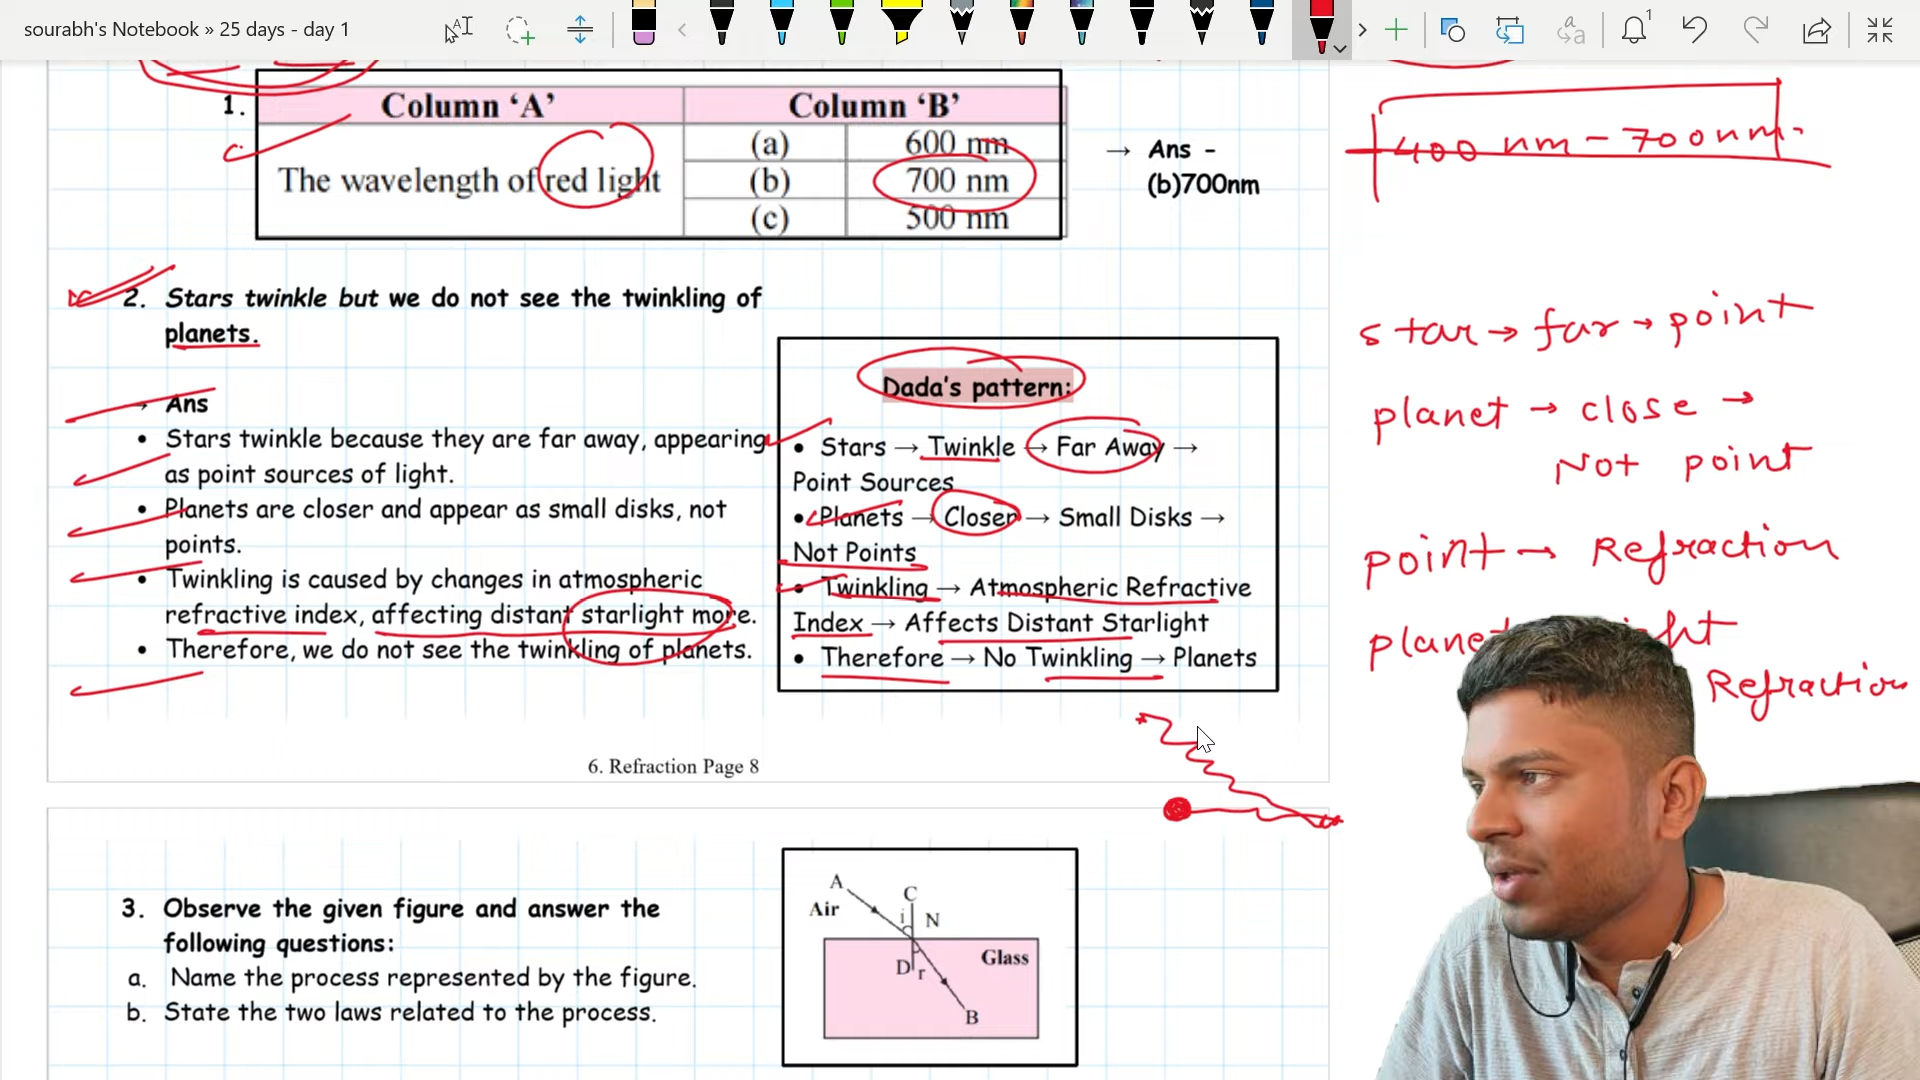 sourabh's Notebook » 25 days - day 1
1.
Column ‘A’
Column ‘B’
The wavelength of red light
(a)
600 nm
(b)
700 nm
(c)
500 nm
→ Ans -
(b)700nm
400 nm - 700nm.
2. Stars twinkle but we do not see the twinkling of
planets.
→ Ans
• Stars twinkle because they are far away, appearing
as point sources of light.
• Planets are closer and appear as small disks, not
points.
• Twinkling is caused by changes in atmospheric
refractive index, affecting distant starlight more.
• Therefore, we do not see the twinkling of planets.
Dada's pattern:
• Stars → Twinkle → Far Away →
Point Sources
• Planets → Closer → Small Disks →
Not Points
• Twinkling → Atmospheric Refractive
Index → Affects Distant Starlight
• Therefore → No Twinkling → Planets
star → far → point
planet → close →
Not point
point → Refraction
Refraction
6. Refraction Page 8
3. Observe the given figure and answer the
following questions:
a. Name the process represented by the figure.
b. State the two laws related to the process.
A
Air
C
i
N
Glass
D
r
B